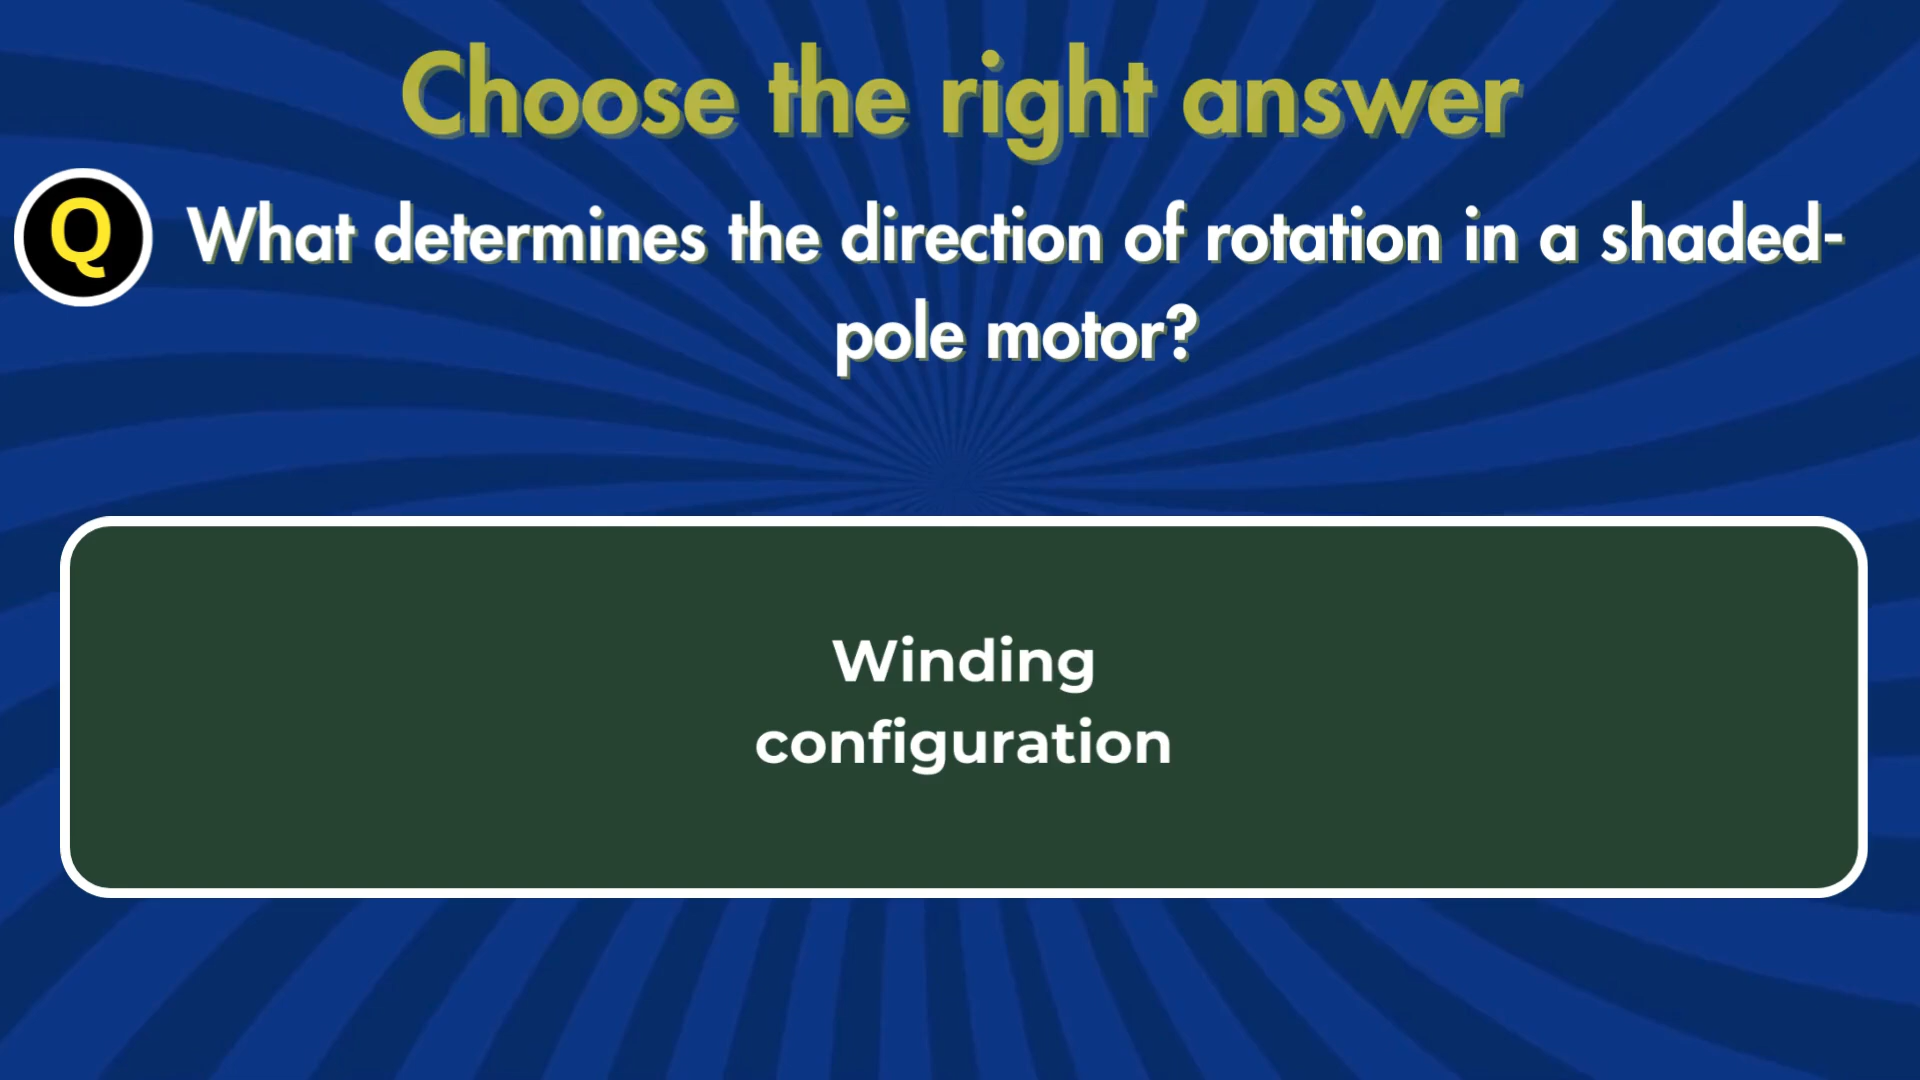 Choose the right answer
Q What determines the direction of rotation in a shaded-
pole motor?
Winding
configuration